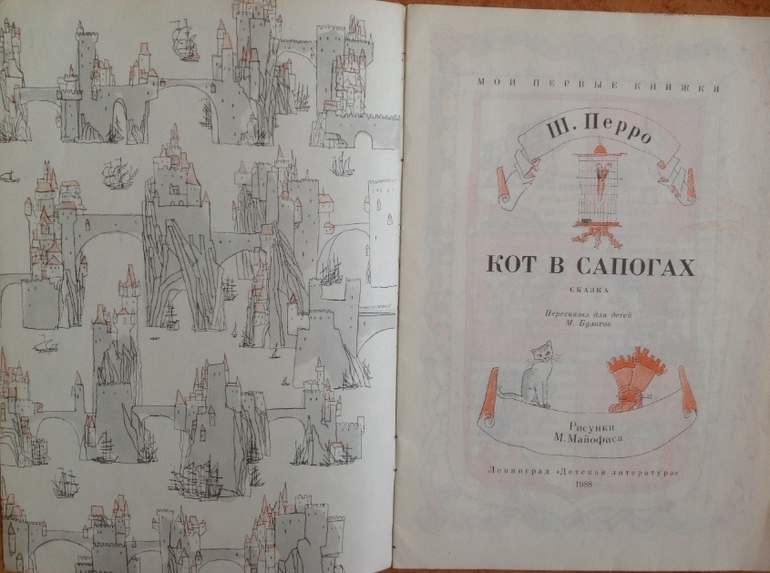 МОИ ПЕРВЫЕ КНИЖКИ
Ш. Перро
КОТ В САПОГАХ
СКАЗКА
Пересказал для детей
М. Булатов
Рисунки
М. Майофиса
Ленинград «Детская литература»
1988